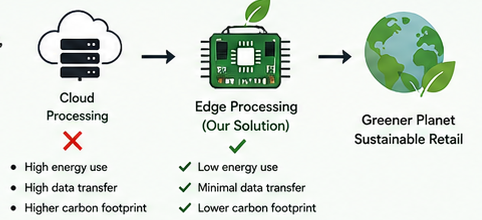 Cloud
Processing
High energy use
High data transfer
Higher carbon footprint
Edge Processing
(Our Solution)
Low energy use
Minimal data transfer
Lower carbon footprint
Greener Planet
Sustainable Retail